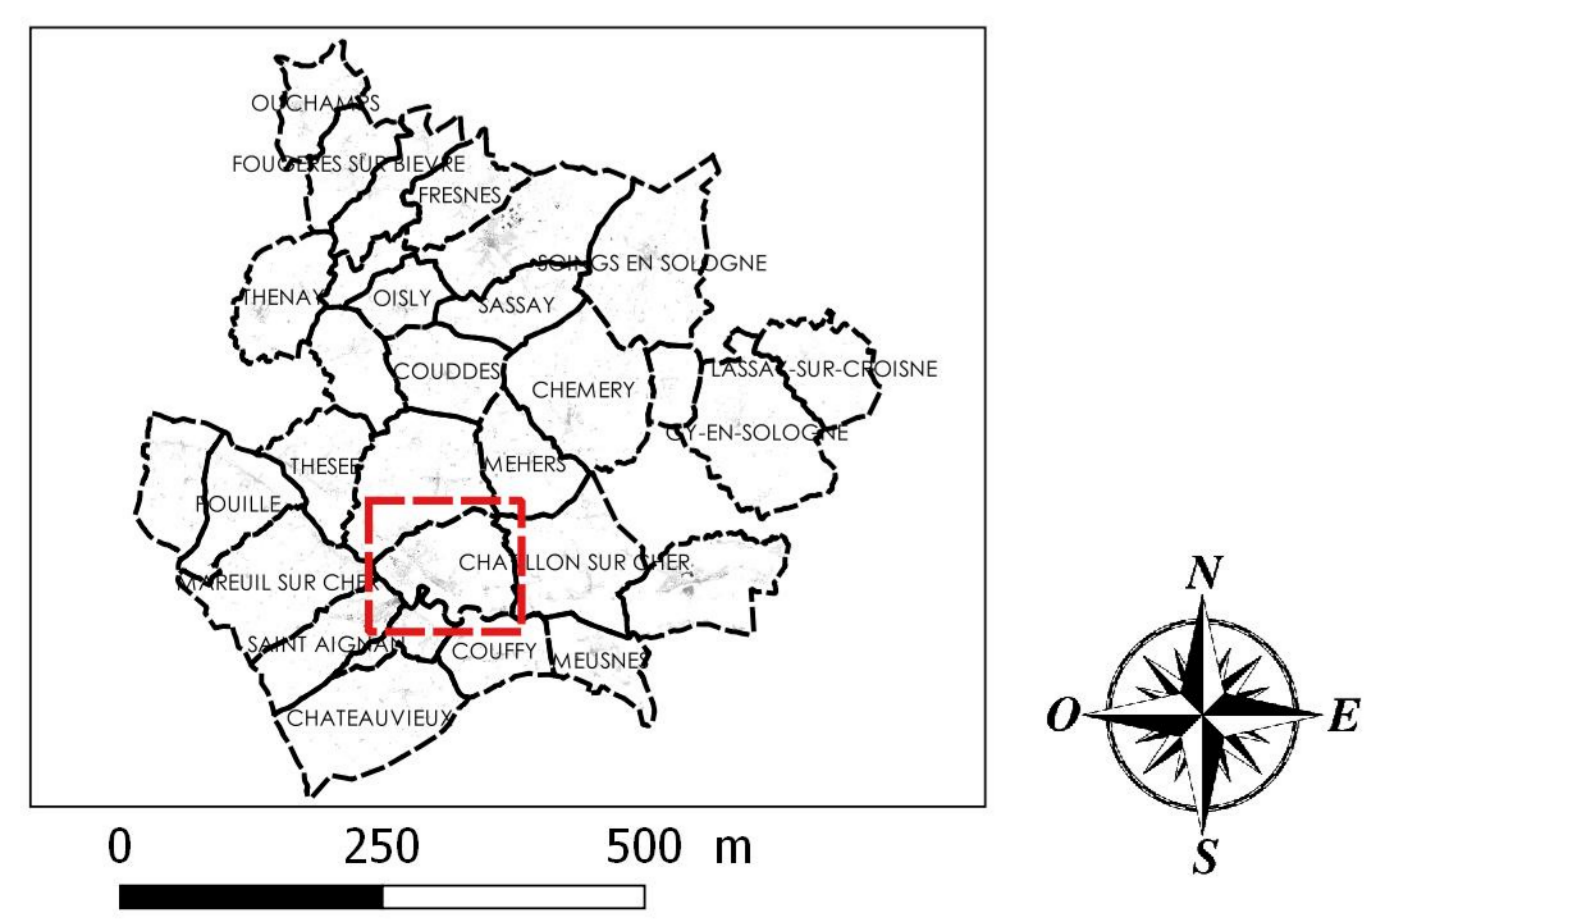 OUCHAMPS
FOUGERES SUR BIEVRE
FRESNES
SOINGS EN SOLOGNE
THENAY
OISLY
SASSAY
COUDDES
CHEMERY
LASSAY-SUR-CROISNE
GY-EN-SOLOGNE
THESEE
MEHERS
POUILLE
CHATILLON SUR CHER
MAREUIL SUR CHER
SAINT AIGNAN
COUFFY
MEUSNES
CHATEAUVIEUX
N
O
E
S
0 250 500 m